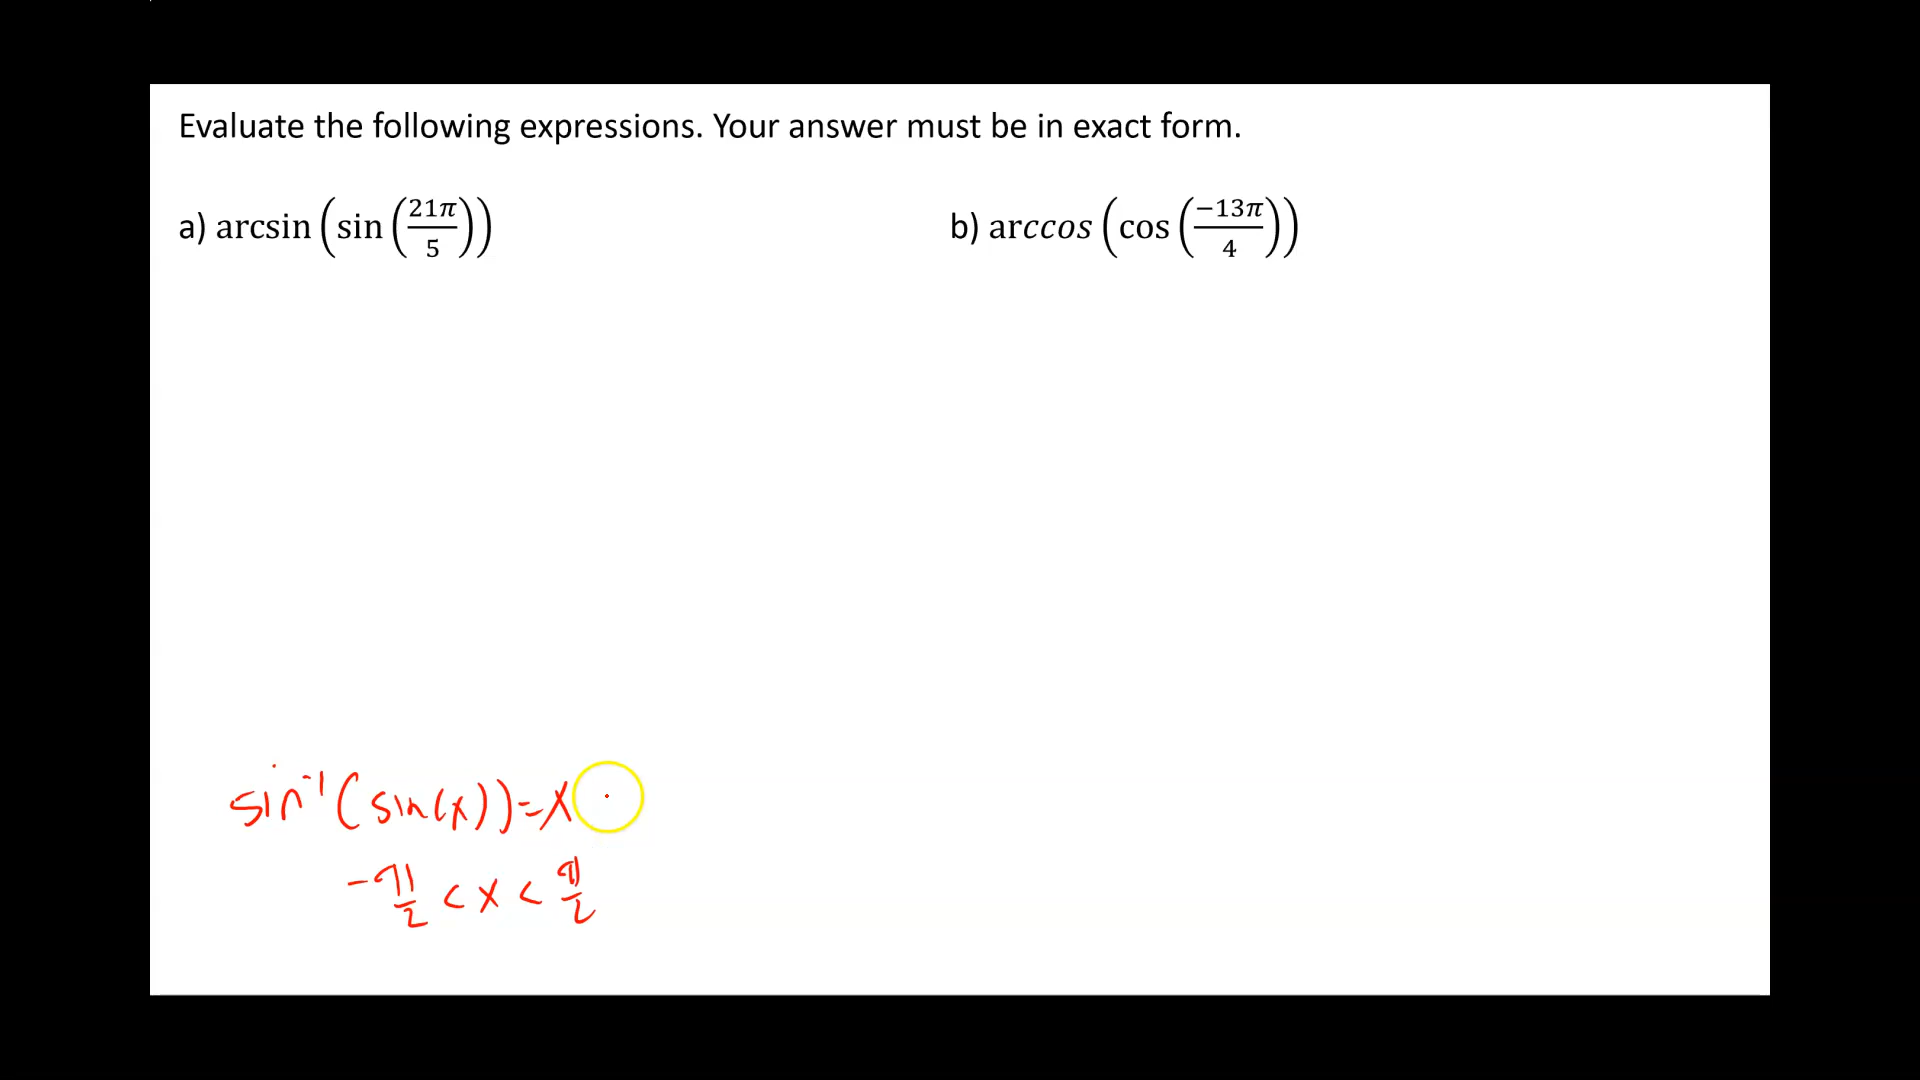 Evaluate the following expressions. Your answer must be in exact form.
a) arcsin(sin(21π/5))
b) arccos(cos(−13π/4))
sin⁻¹(sin(x))=x
-π/2 < x < π/2